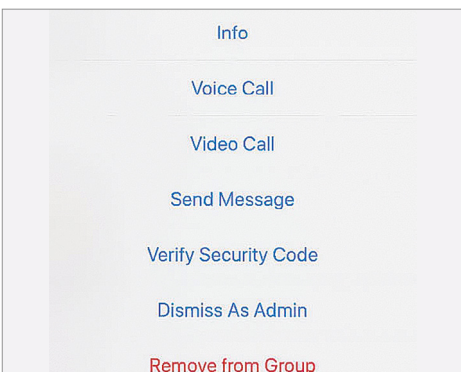 Info
Voice Call
Video Call
Send Message
Verify Security Code
Dismiss As Admin
Remove from Group